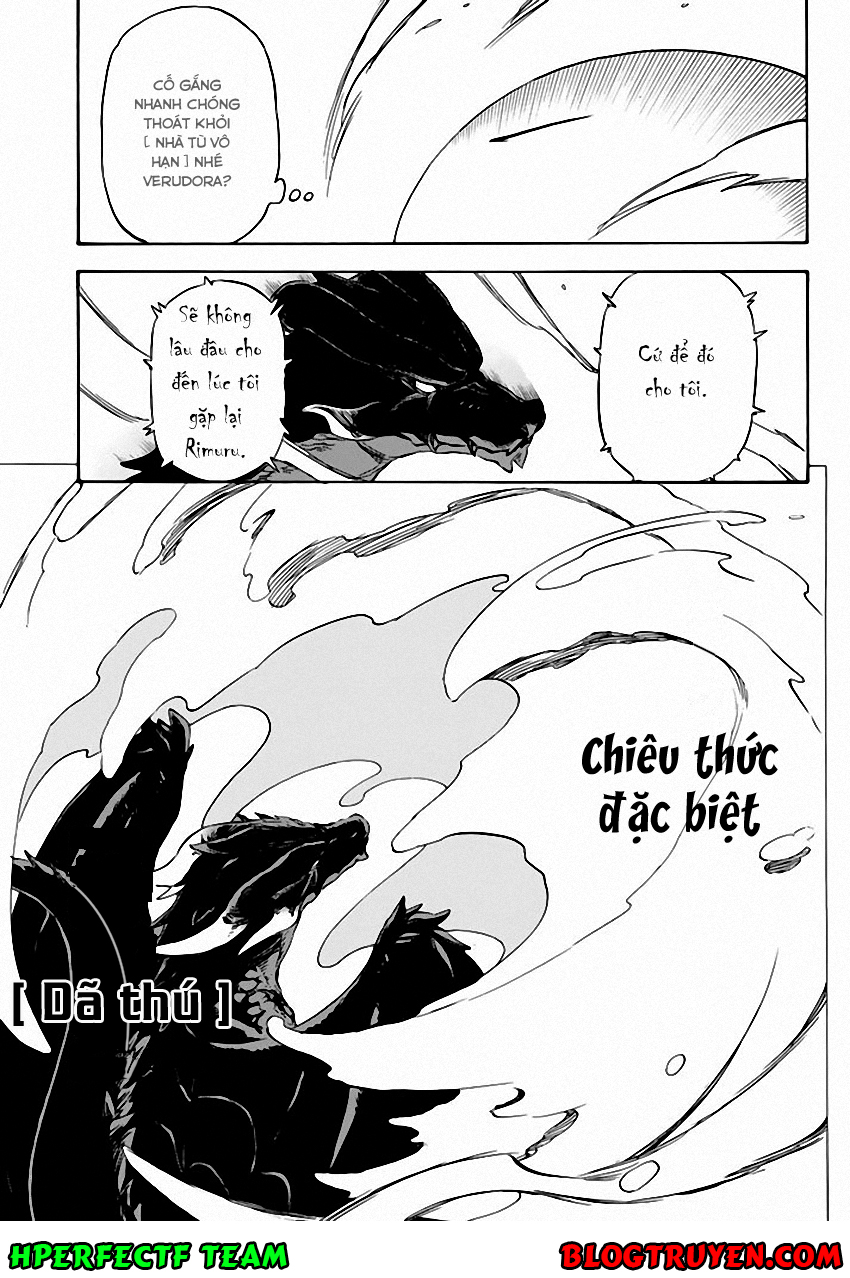 CỐ GẮNG
NHANH CHÓNG
THOÁT KHỎI
[ NHÀ TÙ VÔ
HẠN ] NHÉ
VERUDORA?
Cứ để đó
cho tôi.
Sẽ không
lâu đâu cho
đến lúc tôi
gặp lại
Rimuru.
Chiêu thức
đặc biệt
[ Dã thú ]
HPERFECTF TEAM
BLOGTRUYEN.COM